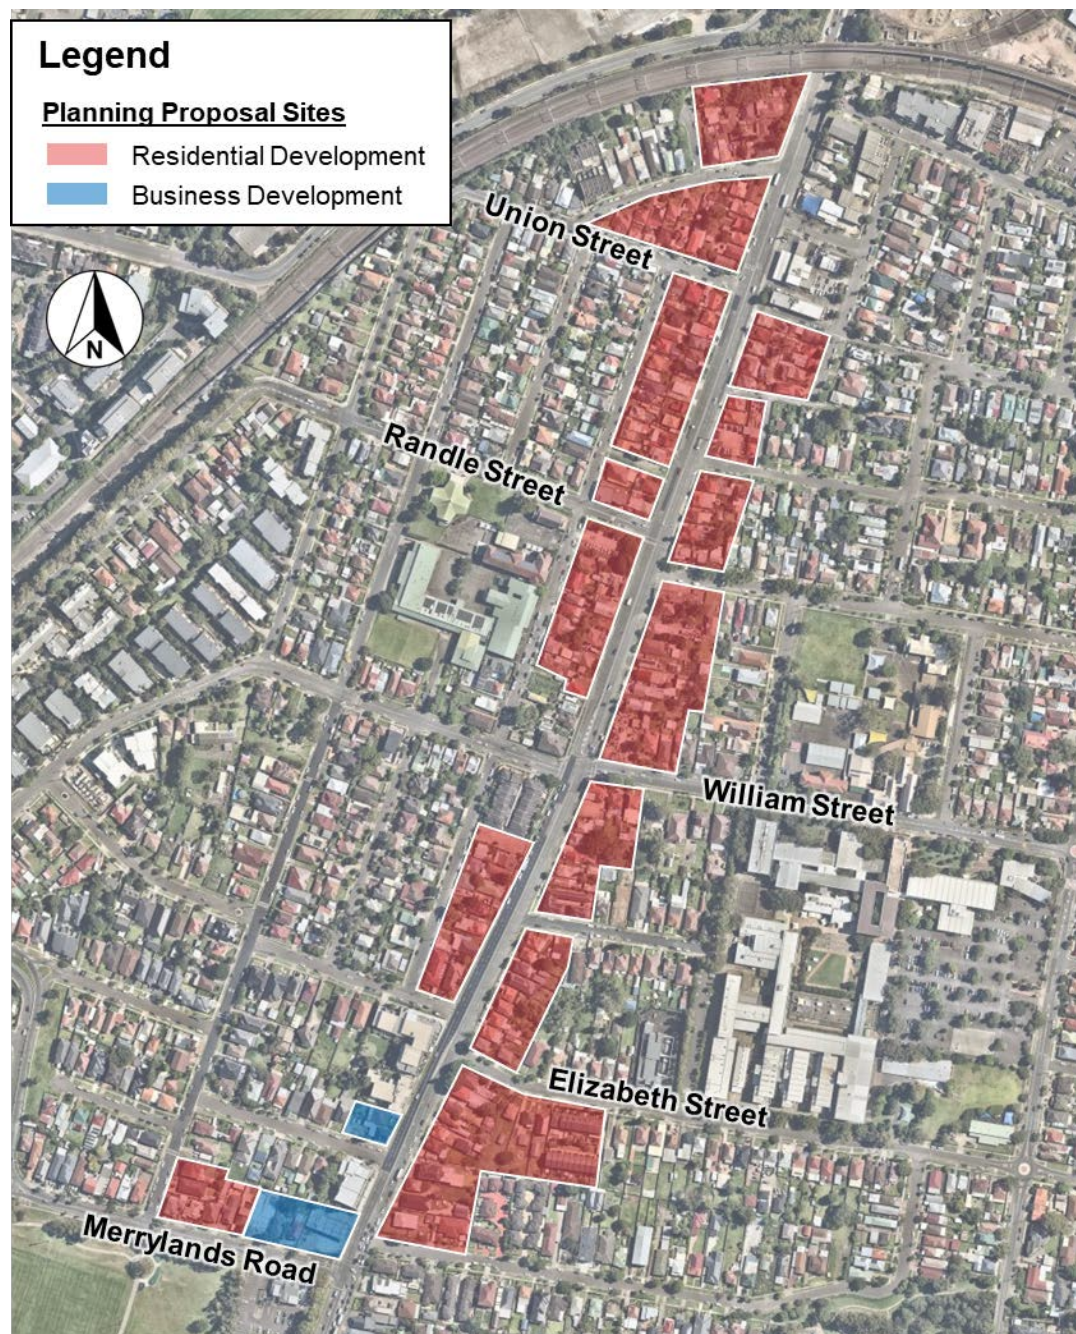 Legend
Planning Proposal Sites
Residential Development
Business Development
N
Union Street
Randle Street
William Street
Elizabeth Street
Merrylands Road